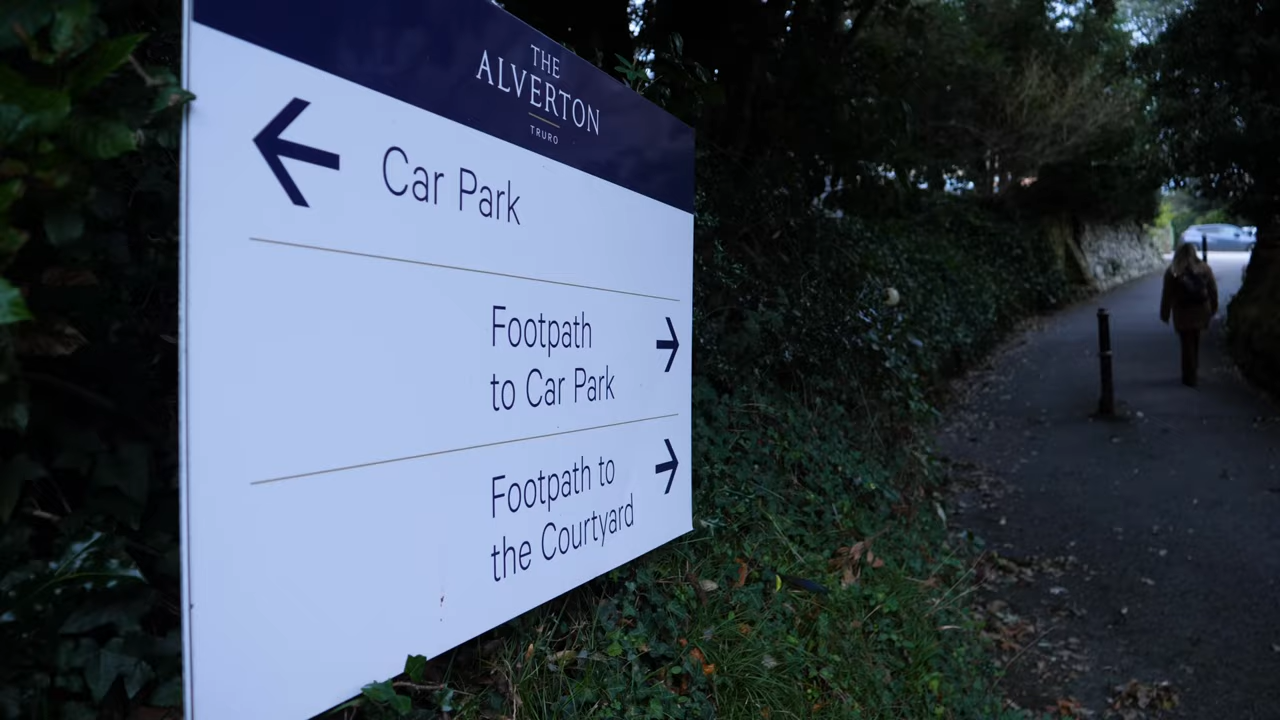 THE
ALVERTON
TRURO
Car Park
Footpath
to Car Park
Footpath to
the Courtyard